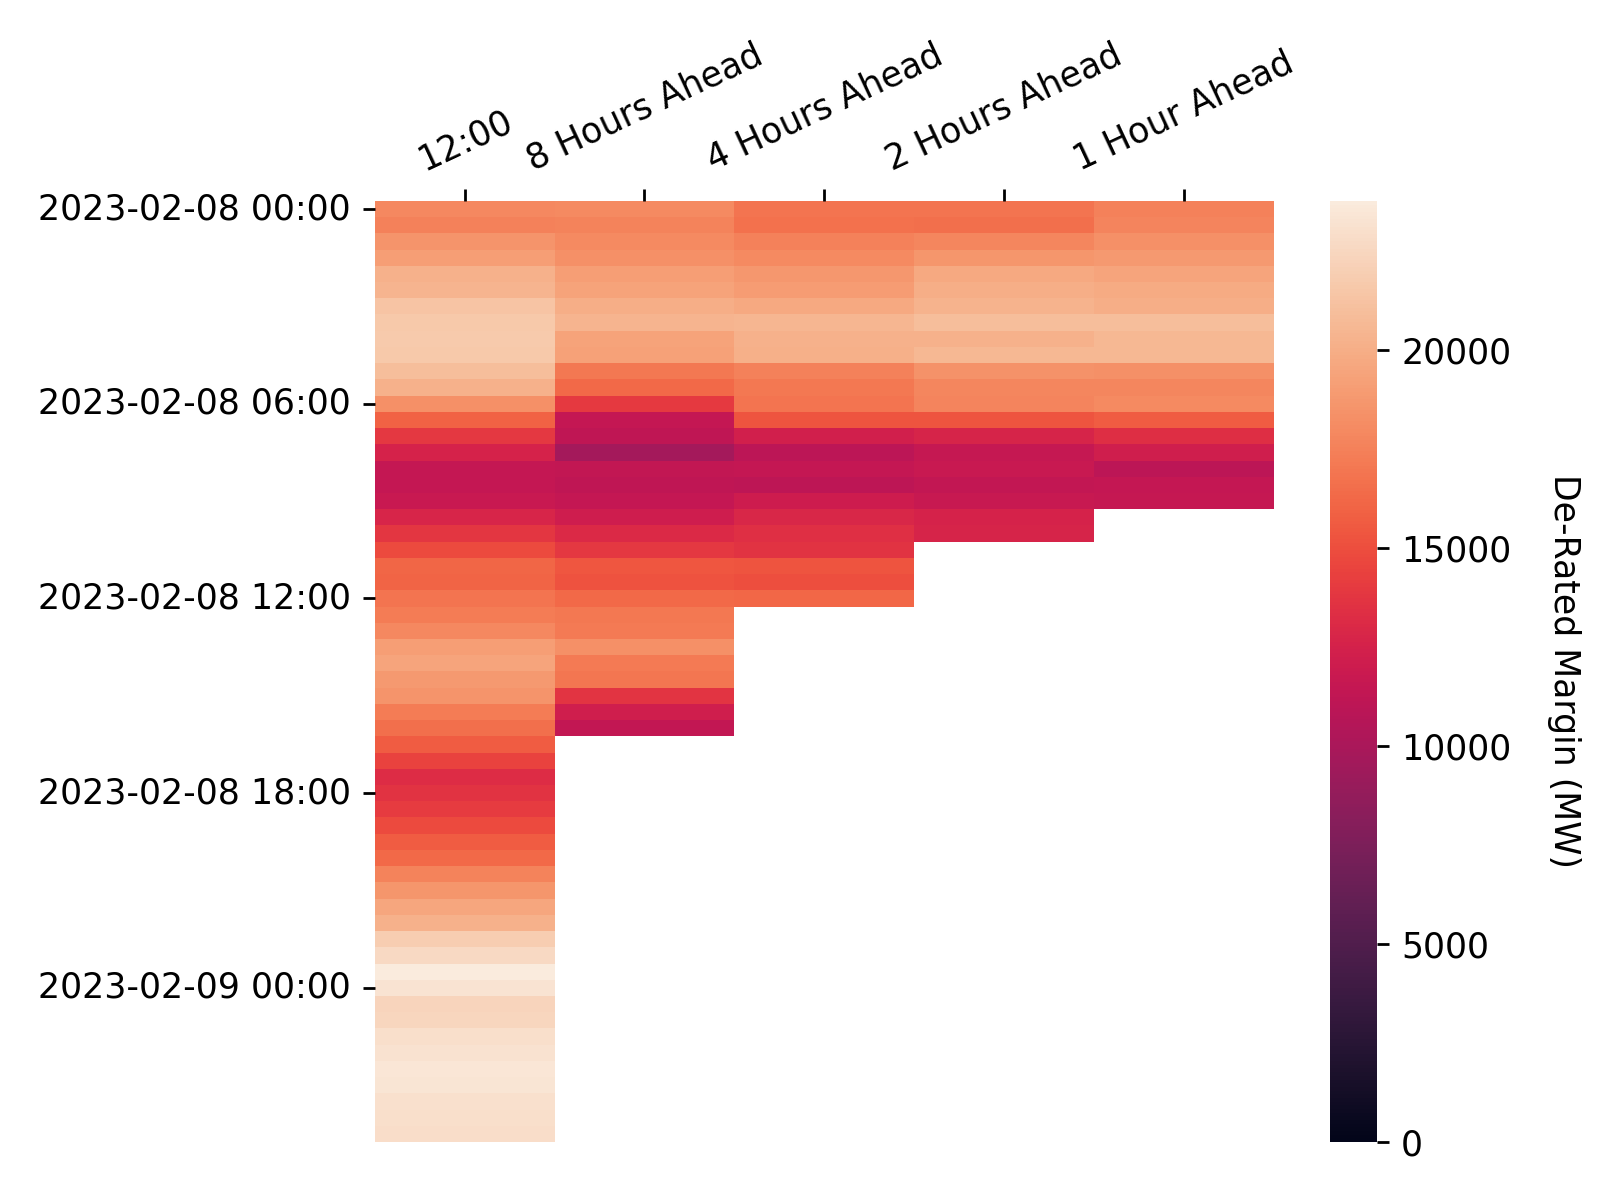 12:00
8 Hours Ahead
4 Hours Ahead
2 Hours Ahead
1 Hour Ahead
2023-02-08 00:00
2023-02-08 06:00
2023-02-08 12:00
2023-02-08 18:00
2023-02-09 00:00
20000
15000
10000
5000
0
De-Rated Margin (MW)